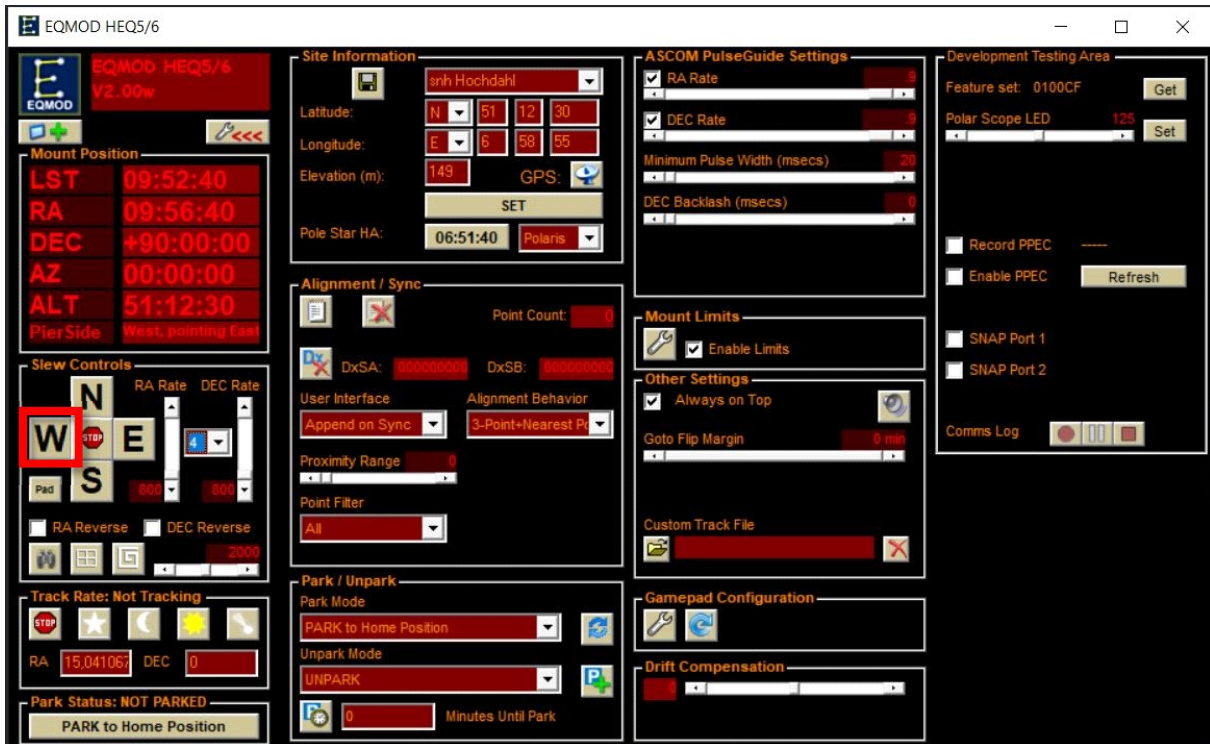 EQMOD HEQ5/6
EQMOD
EQMOD HEQ5/6
V2.00w
<<<
Mount Position
LST 09:52:40
RA 09:56:40
DEC +90:00:00
AZ 00:00:00
ALT 51:12:30
PierSide West, pointing East
Slew Controls
N
RA Rate DEC Rate
W STOP E
4
Pad S
800 800
RA Reverse DEC Reverse
2000
Track Rate: Not Tracking
STOP
RA 15,041067 DEC 0
Park Status: NOT PARKED
PARK to Home Position
Site Information
snh Hochdahl
Latitude: N 51 12 30
Longitude: E 6 58 55
Elevation (m): 149 GPS:
SET
Pole Star HA: 06:51:40 Polaris
Alignment / Sync
Point Count: 0
Dx DxSA: 000000000 DxSB: 000000000
User Interface Alignment Behavior
Append on Sync 3-Point+Nearest Po
Proximity Range 0
Point Filter
All
Park / Unpark
Park Mode
PARK to Home Position
Unpark Mode
UNPARK
P
P 0 Minutes Until Park
ASCOM PulseGuide Settings
RA Rate .9
DEC Rate .9
Minimum Pulse Width (msecs) 20
DEC Backlash (msecs) 0
Mount Limits
Enable Limits
Other Settings
Always on Top
Goto Flip Margin 0 min
Custom Track File
Gamepad Configuration
Drift Compensation
0
Development Testing Area
Feature set: 0100CF Get
Polar Scope LED 125
Set
Record PPEC -----
Enable PPEC Refresh
SNAP Port 1
SNAP Port 2
Comms Log